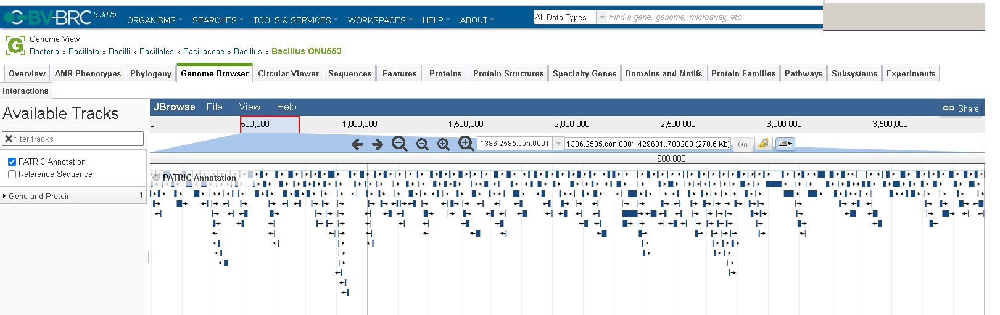 BV-BRC 3.30.5i ORGANISMS SEARCHES TOOLS & SERVICES WORKSPACES HELP ABOUT All Data Types Find a gene, genome, microarray, etc
Genome View
Bacteria » Bacillota » Bacilli » Bacillales » Bacillaceae » Bacillus » Bacillus ONU553
Overview AMR Phenotypes Phylogeny Genome Browser Circular Viewer Sequences Features Proteins Protein Structures Specialty Genes Domains and Motifs Protein Families Pathways Subsystems Experiments
Interactions
Available Tracks
filter tracks
PATRIC Annotation
Reference Sequence
Gene and Protein 1
JBrowse File View Help Share
0 500,000 1,000,000 1,500,000 2,000,000 2,500,000 3,000,000 3,500,000
1386.2585.con.0001 1386.2585.con.0001:429601..700200 (270.6 Kb) Go
600,000
PATRIC Annotation